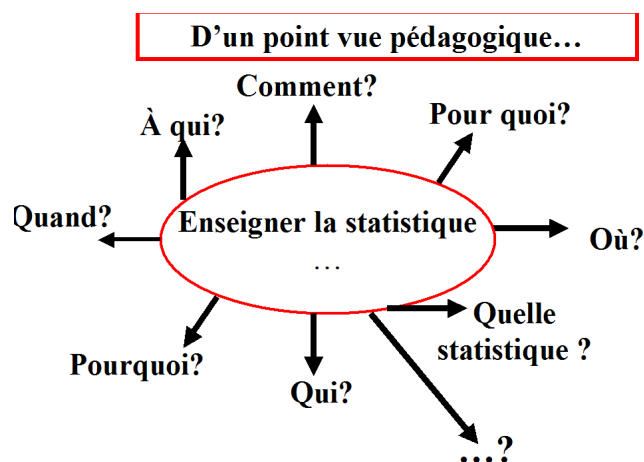 D'un point vue pédagogique…
Comment?
À qui?
Pour quoi?
Quand?
Enseigner la statistique
…
Où?
Quelle
statistique ?
Pourquoi?
Qui?
…?